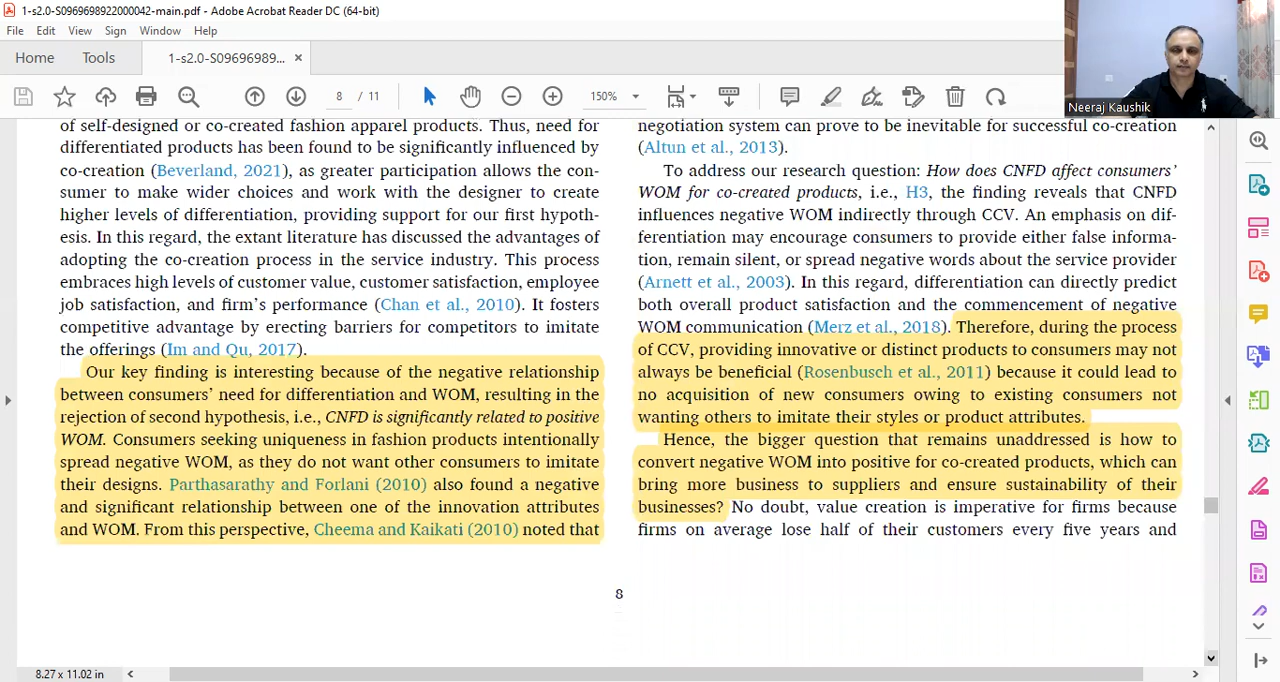 1-s2.0-S0969698922000042-main.pdf - Adobe Acrobat Reader DC (64-bit)
File Edit View Sign Window Help
Home Tools 1-s2.0-S09696989... ×
8 / 11 150%
Neeraj Kaushik
of self-designed or co-created fashion apparel products. Thus, need for
differentiated products has been found to be significantly influenced by
co-creation (Beverland, 2021), as greater participation allows the con-
sumer to make wider choices and work with the designer to create
higher levels of differentiation, providing support for our first hypoth-
esis. In this regard, the extant literature has discussed the advantages of
adopting the co-creation process in the service industry. This process
embraces high levels of customer value, customer satisfaction, employee
job satisfaction, and firm's performance (Chan et al., 2010). It fosters
competitive advantage by erecting barriers for competitors to imitate
the offerings (Im and Qu, 2017).
Our key finding is interesting because of the negative relationship
between consumers' need for differentiation and WOM, resulting in the
rejection of second hypothesis, i.e., CNFD is significantly related to positive
WOM. Consumers seeking uniqueness in fashion products intentionally
spread negative WOM, as they do not want other consumers to imitate
their designs. Parthasarathy and Forlani (2010) also found a negative
and significant relationship between one of the innovation attributes
and WOM. From this perspective, Cheema and Kaikati (2010) noted that
negotiation system can prove to be inevitable for successful co-creation
(Altun et al., 2013).
To address our research question: How does CNFD affect consumers'
WOM for co-created products, i.e., H3, the finding reveals that CNFD
influences negative WOM indirectly through CCV. An emphasis on dif-
ferentiation may encourage consumers to provide either false informa-
tion, remain silent, or spread negative words about the service provider
(Arnett et al., 2003). In this regard, differentiation can directly predict
both overall product satisfaction and the commencement of negative
WOM communication (Merz et al., 2018). Therefore, during the process
of CCV, providing innovative or distinct products to consumers may not
always be beneficial (Rosenbusch et al., 2011) because it could lead to
no acquisition of new consumers owing to existing consumers not
wanting others to imitate their styles or product attributes.
Hence, the bigger question that remains unaddressed is how to
convert negative WOM into positive for co-created products, which can
bring more business to suppliers and ensure sustainability of their
businesses? No doubt, value creation is imperative for firms because
firms on average lose half of their customers every five years and
8
8.27 x 11.02 in